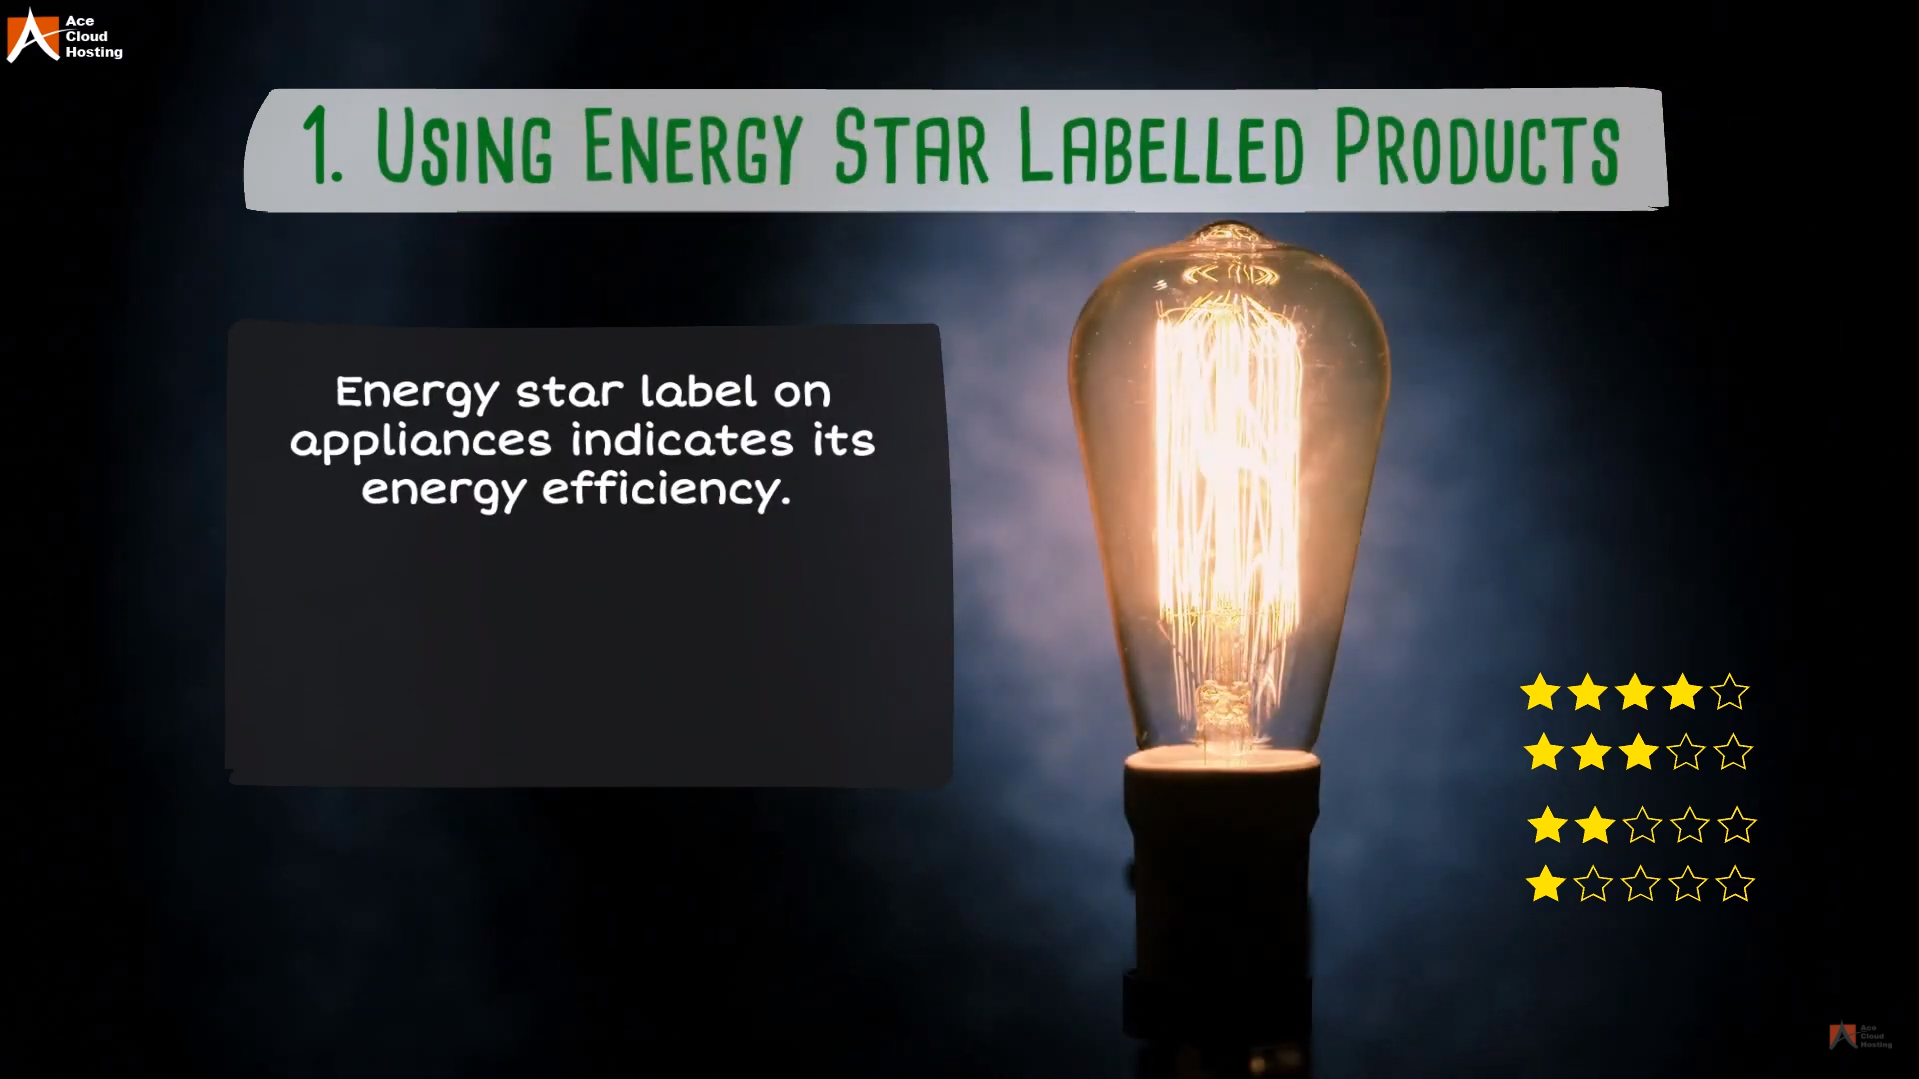 Ace
Cloud
Hosting
1. Using Energy Star Labelled Products
Energy star label on
appliances indicates its
energy efficiency.
Ace
Cloud
Hosting